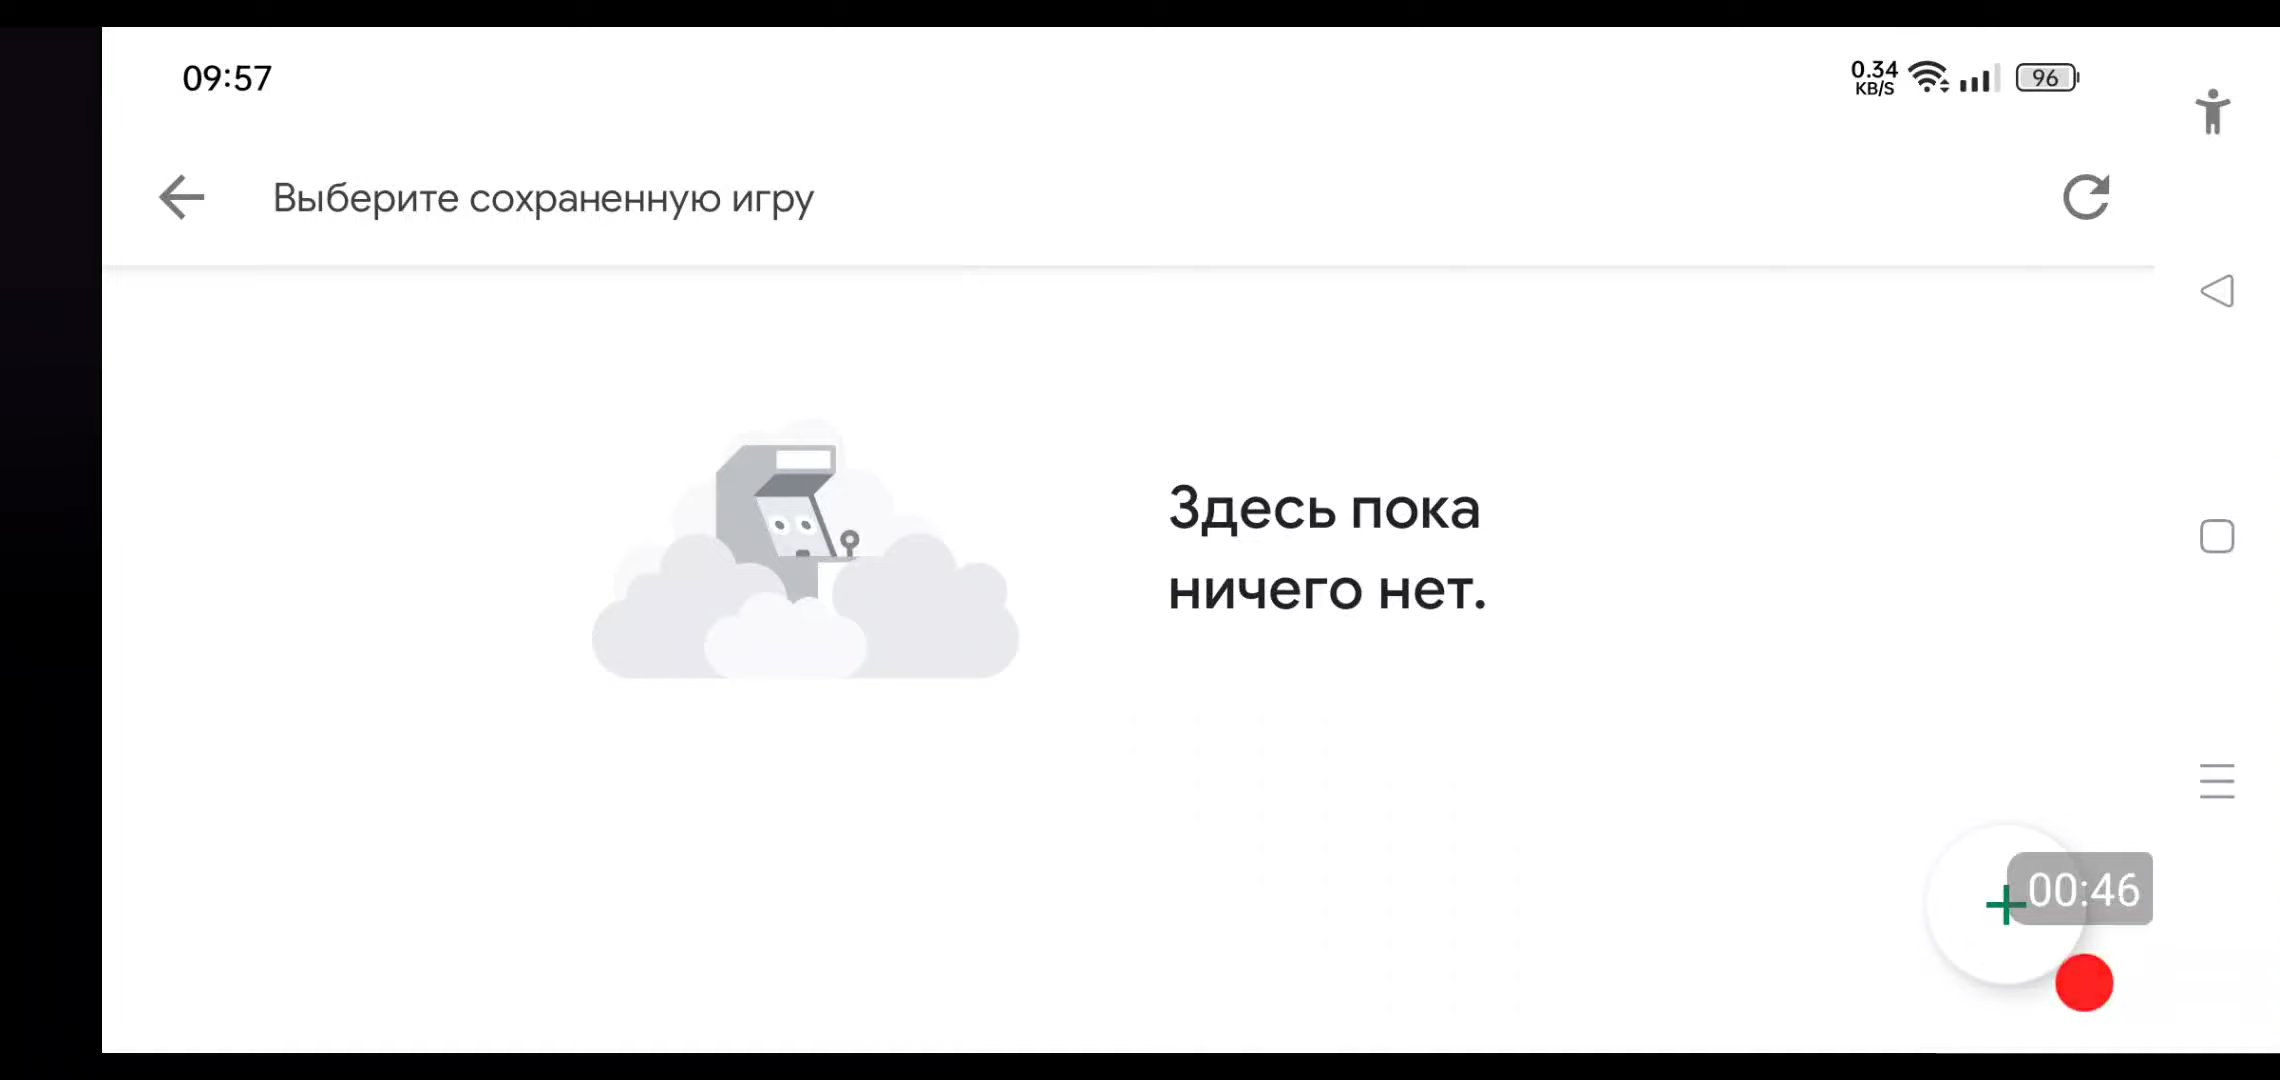 09:57
0.34
KB/S
96
Выберите сохраненную игру
Здесь пока
ничего нет.
00:46